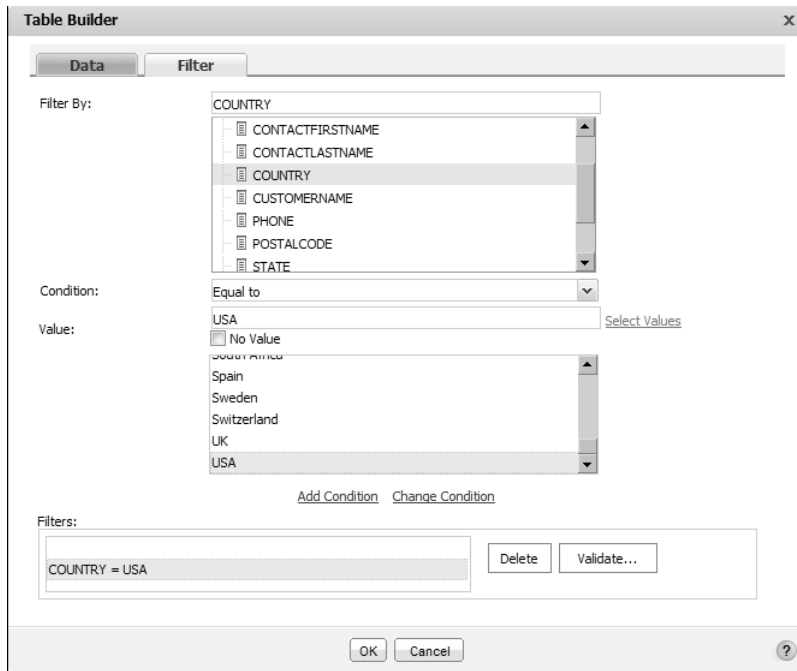 Table Builder x
Data Filter
Filter By: COUNTRY
CONTACTFIRSTNAME
CONTACTLASTNAME
COUNTRY
CUSTOMERNAME
PHONE
POSTALCODE
STATE
Condition: Equal to
Value: USA Select Values
No Value
South Africa
Spain
Sweden
Switzerland
UK
USA
Add Condition Change Condition
Filters:
COUNTRY = USA Delete Validate...
OK Cancel ?